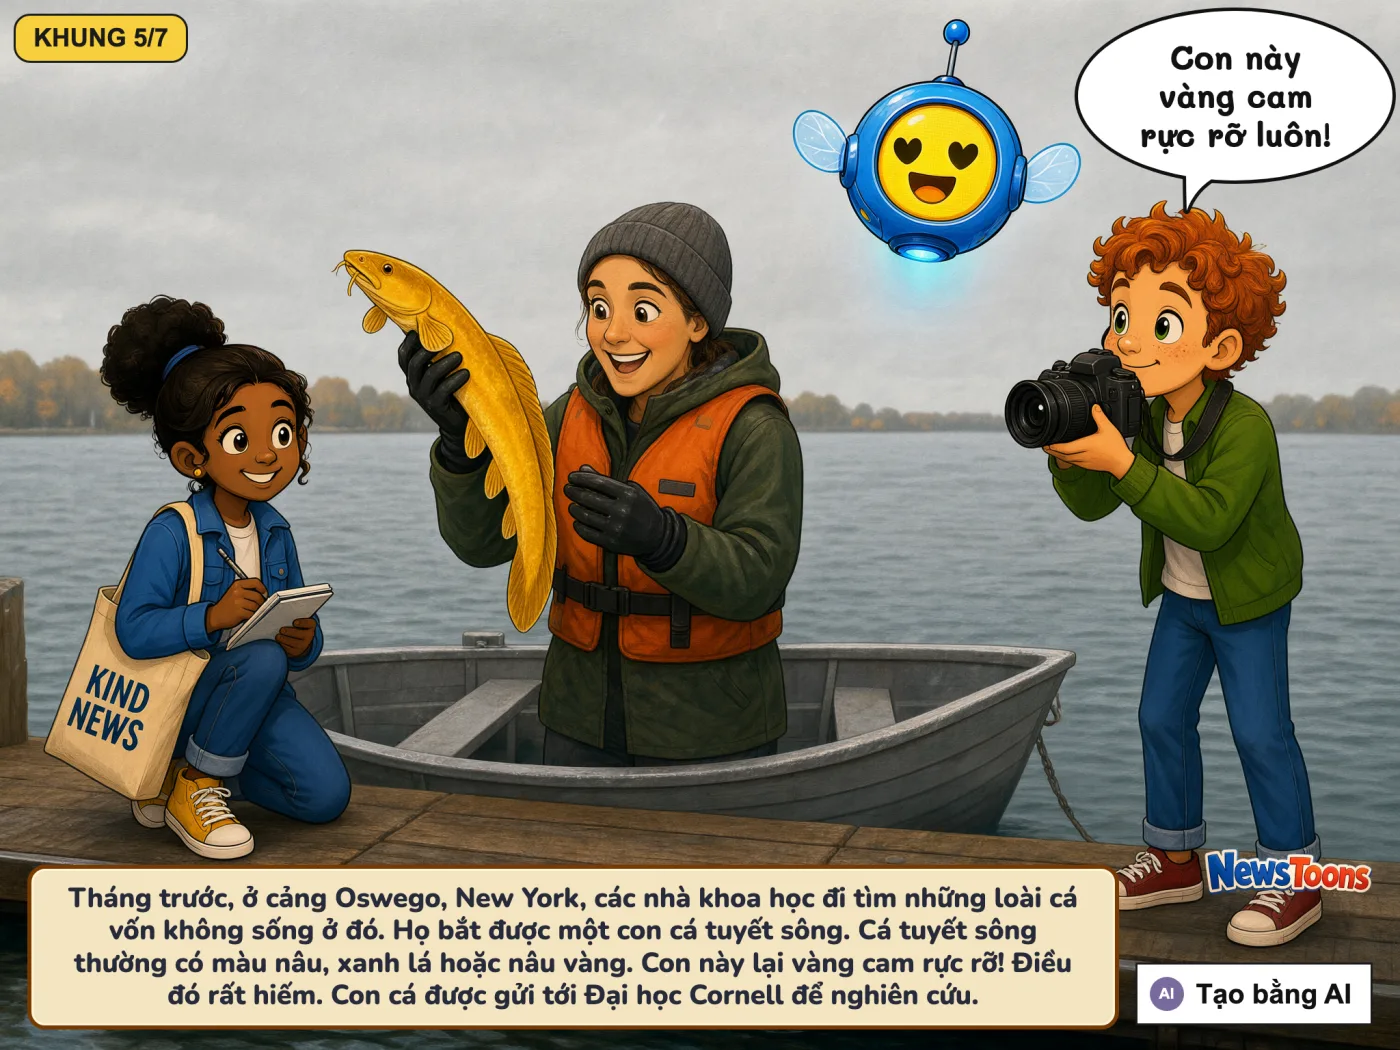 KHUNG 5/7
Con này
vàng cam
rực rỡ luôn!
KIND
NEWS
Tháng trước, ở cảng Oswego, New York, các nhà khoa học đi tìm những loài cá
vốn không sống ở đó. Họ bắt được một con cá tuyết sông. Cá tuyết sông
thường có màu nâu, xanh lá hoặc nâu vàng. Con này lại vàng cam rực rỡ! Điều
đó rất hiếm. Con cá được gửi tới Đại học Cornell để nghiên cứu.
NewsToons
AI Tạo bằng AI